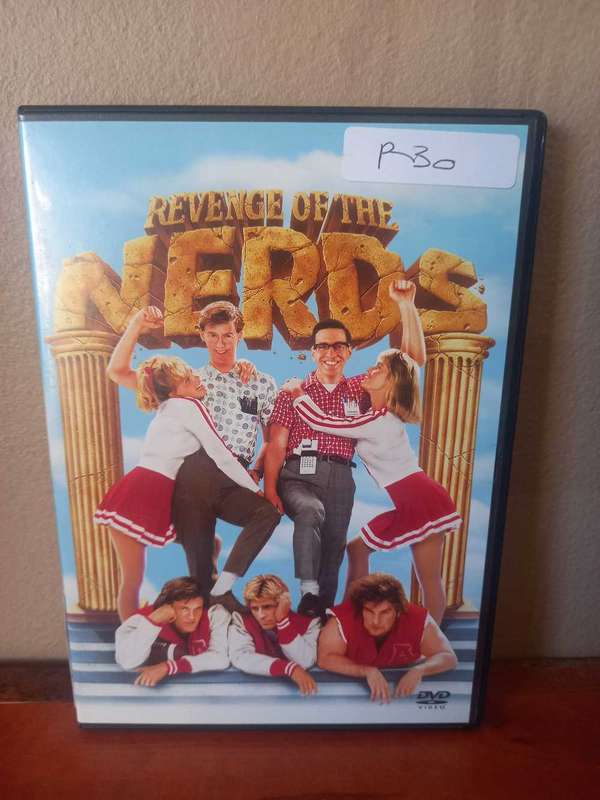 R30
REVENGE OF THE
NERDS
DVD
VIDEO